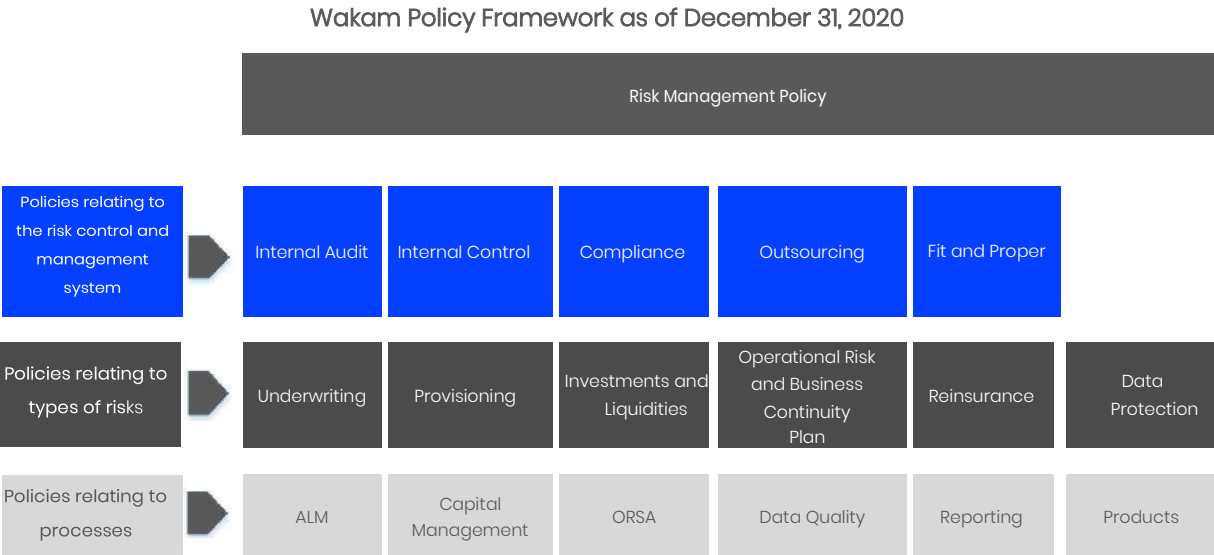 Wakam Policy Framework as of December 31, 2020
Risk Management Policy
Policies relating to
the risk control and
management
system
Internal Audit
Internal Control
Compliance
Outsourcing
Fit and Proper
Policies relating to
types of risks
Underwriting
Provisioning
Investments and
Liquidities
Operational Risk
and Business
Continuity
Plan
Reinsurance
Data
Protection
Policies relating to
processes
ALM
Capital
Management
ORSA
Data Quality
Reporting
Products